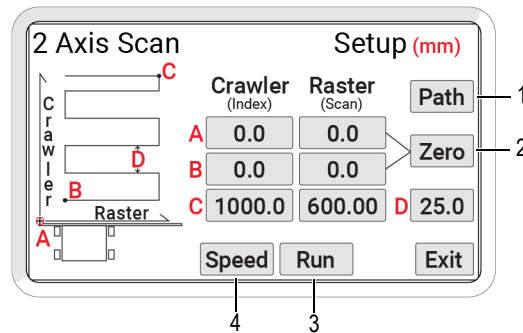 2 Axis Scan
Setup (mm)
C
Crawler
D
B
Raster
A
Crawler Raster
(Index) (Scan)
Path
A 0.0 0.0
Zero
B 0.0 0.0
C 1000.0 600.00 D 25.0
Speed Run Exit
1
2
4 3